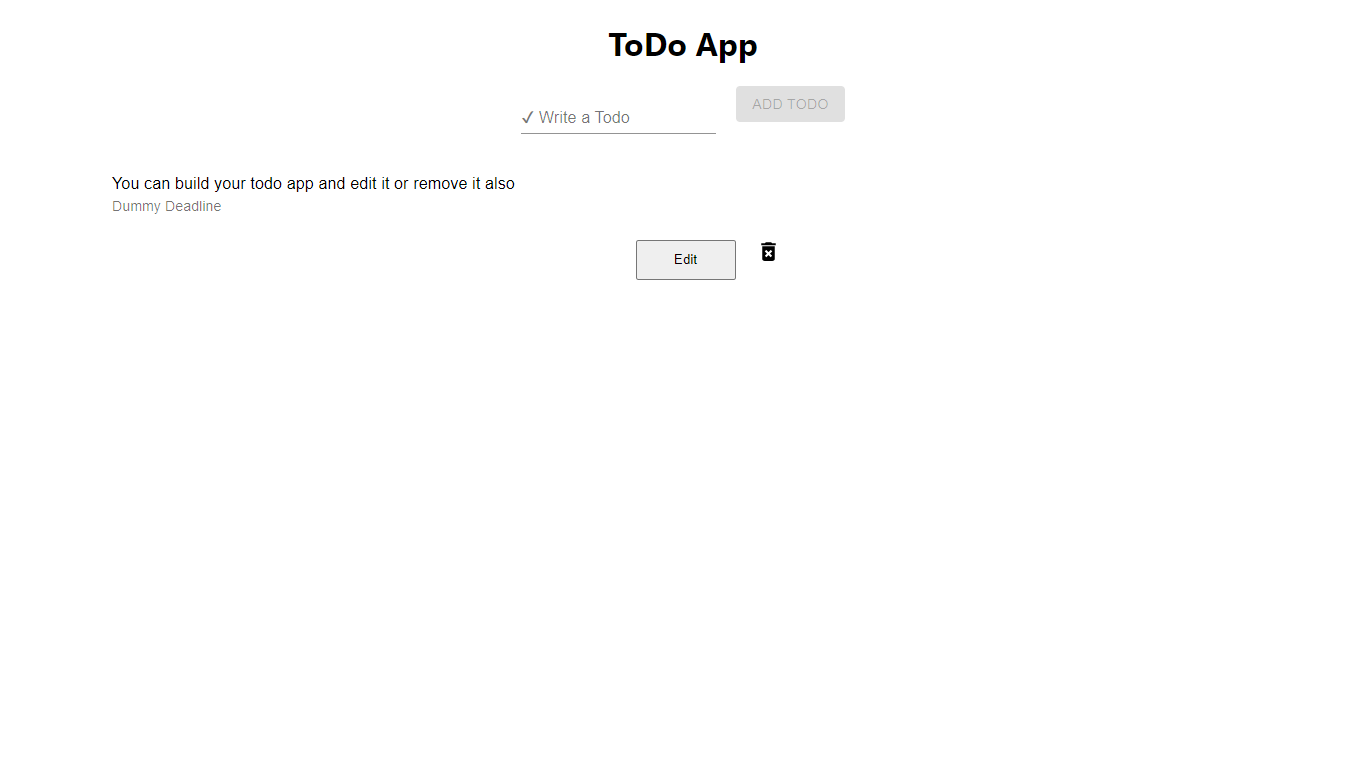 ToDo App
✓ Write a Todo
ADD TODO
You can build your todo app and edit it or remove it also
Dummy Deadline
Edit